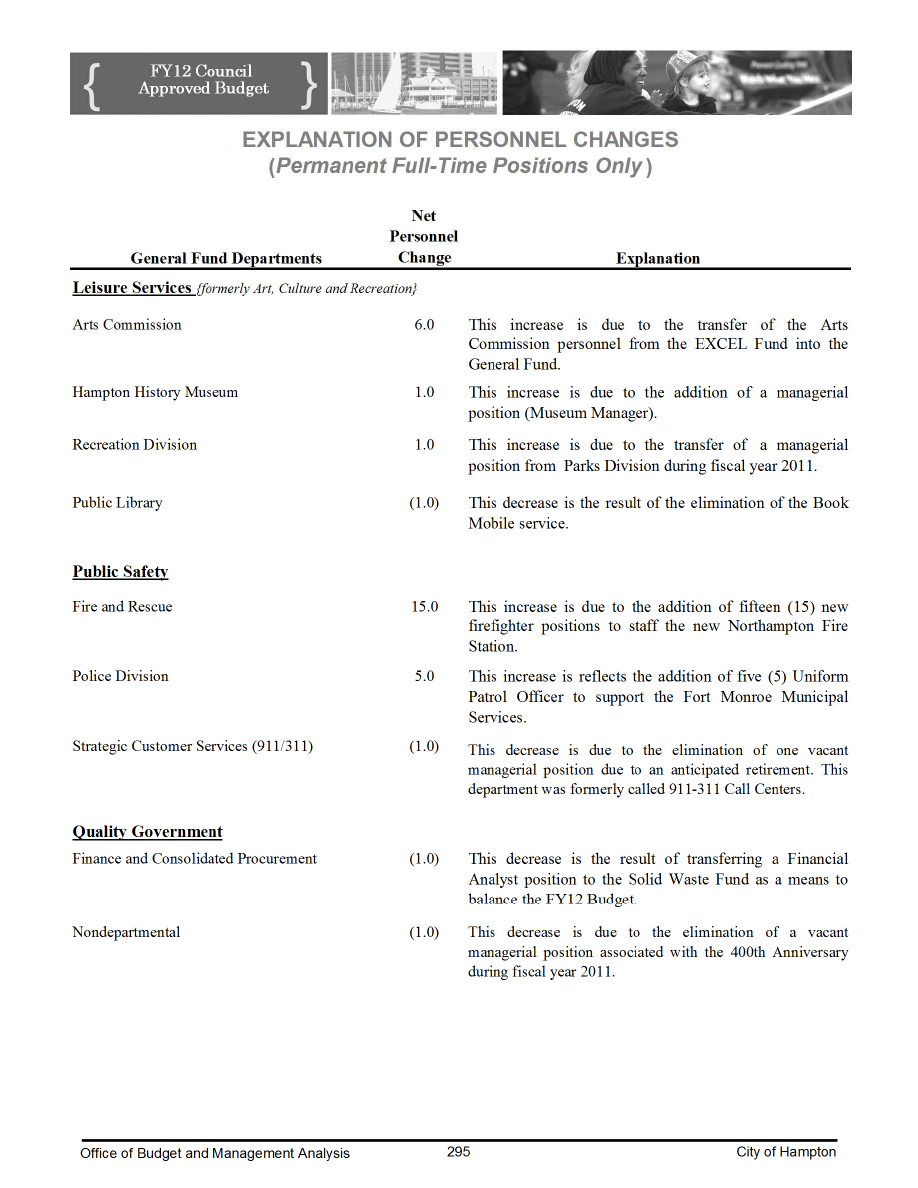 FY12 Council
Approved Budget
EXPLANATION OF PERSONNEL CHANGES
(Permanent Full-Time Positions Only)
Net
Personnel
General Fund Departments Change Explanation
Leisure Services {formerly Art, Culture and Recreation}
Arts Commission 6.0 This increase is due to the transfer of the Arts
Commission personnel from the EXCEL Fund into the
General Fund.
Hampton History Museum 1.0 This increase is due to the addition of a managerial
position (Museum Manager).
Recreation Division 1.0 This increase is due to the transfer of a managerial
position from Parks Division during fiscal year 2011.
Public Library (1.0) This decrease is the result of the elimination of the Book
Mobile service.
Public Safety
Fire and Rescue 15.0 This increase is due to the addition of fifteen (15) new
firefighter positions to staff the new Northampton Fire
Station.
Police Division 5.0 This increase is reflects the addition of five (5) Uniform
Patrol Officer to support the Fort Monroe Municipal
Services.
Strategic Customer Services (911/311) (1.0) This decrease is due to the elimination of one vacant
managerial position due to an anticipated retirement. This
department was formerly called 911-311 Call Centers.
Quality Government
Finance and Consolidated Procurement (1.0) This decrease is the result of transferring a Financial
Analyst position to the Solid Waste Fund as a means to
balance the FY12 Budget.
Nondepartmental (1.0) This decrease is due to the elimination of a vacant
managerial position associated with the 400th Anniversary
during fiscal year 2011.
Office of Budget and Management Analysis 295 City of Hampton